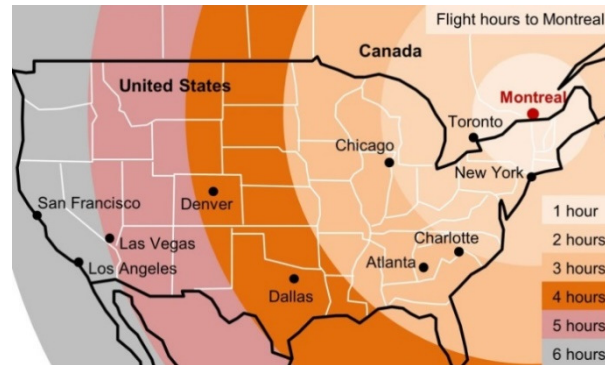 Flight hours to Montreal
Canada
United States
Montreal
Toronto
Chicago
New York
San Francisco
Denver
Las Vegas
Charlotte
Los Angeles
Atlanta
Dallas
1 hour
2 hours
3 hours
4 hours
5 hours
6 hours